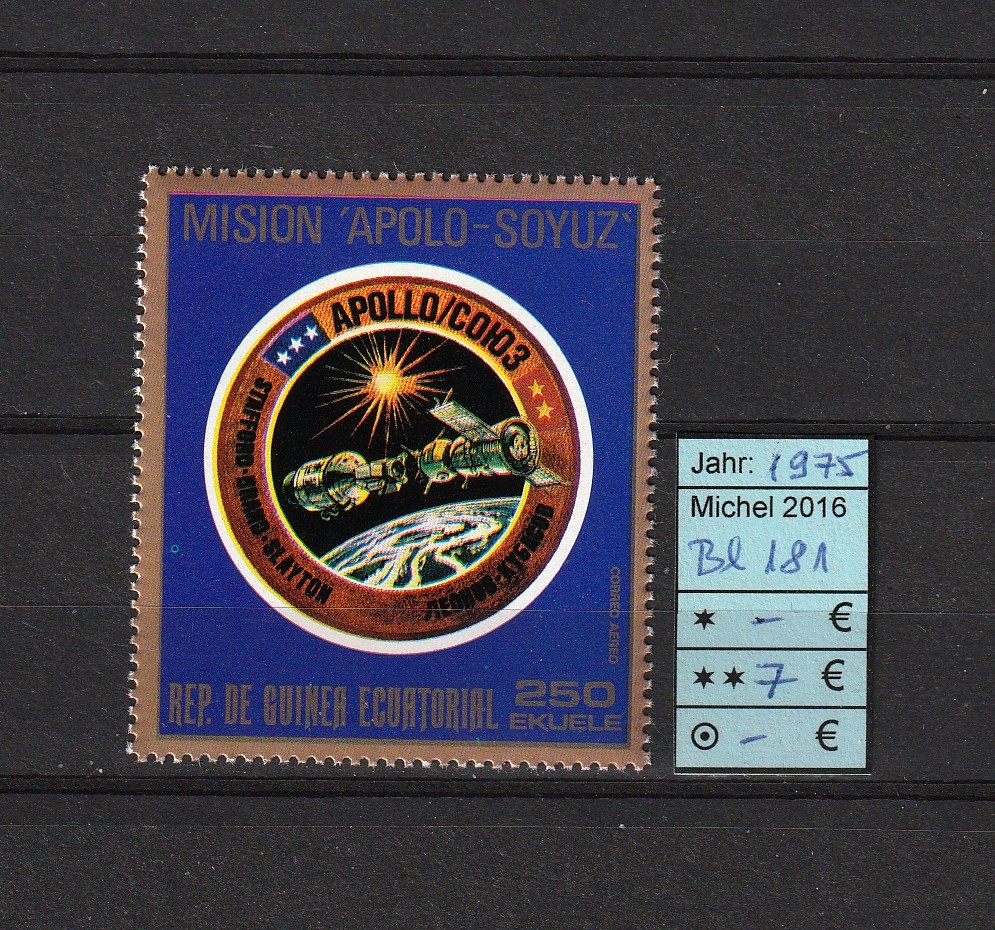 MISION 'APOLO-SOYUZ'
APOLLO/СОЮЗ
STAFFORD-BRAND-SLAYTON
ЛЕОНОВ-КУБАСОВ
CORREO AEREO
REP. DE GUINEA ECUATORIAL
250
EKUELE
Jahr: 1975
Michel 2016
Bl 181
✶ - €
✶✶ 7 €
⊙ - €